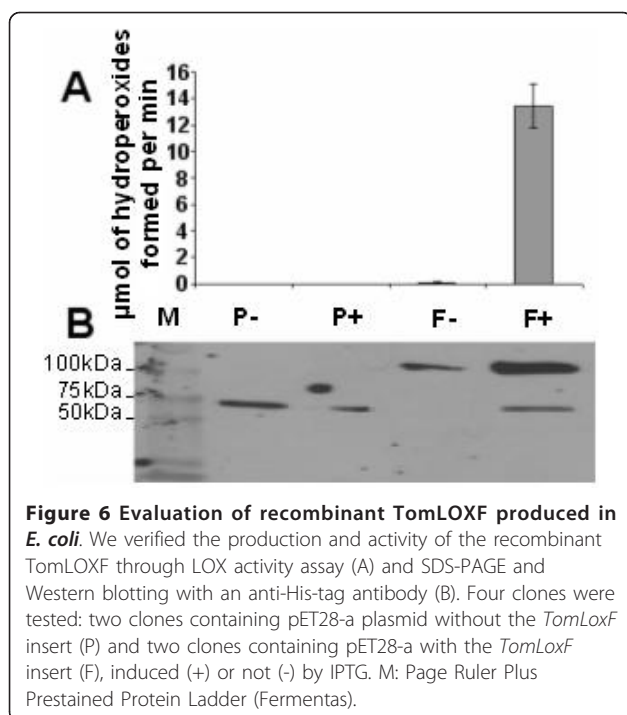 A
µmol of hydroperoxides
formed per min
16
14
12
10
8
6
4
2
0
B
M P- P+ F- F+
100kDa
75kDa
50kDa
Figure 6 Evaluation of recombinant TomLOXF produced in
E. coli. We verified the production and activity of the recombinant
TomLOXF through LOX activity assay (A) and SDS-PAGE and
Western blotting with an anti-His-tag antibody (B). Four clones were
tested: two clones containing pET28-a plasmid without the TomLoxF
insert (P) and two clones containing pET28-a with the TomLoxF
insert (F), induced (+) or not (-) by IPTG. M: Page Ruler Plus
Prestained Protein Ladder (Fermentas).